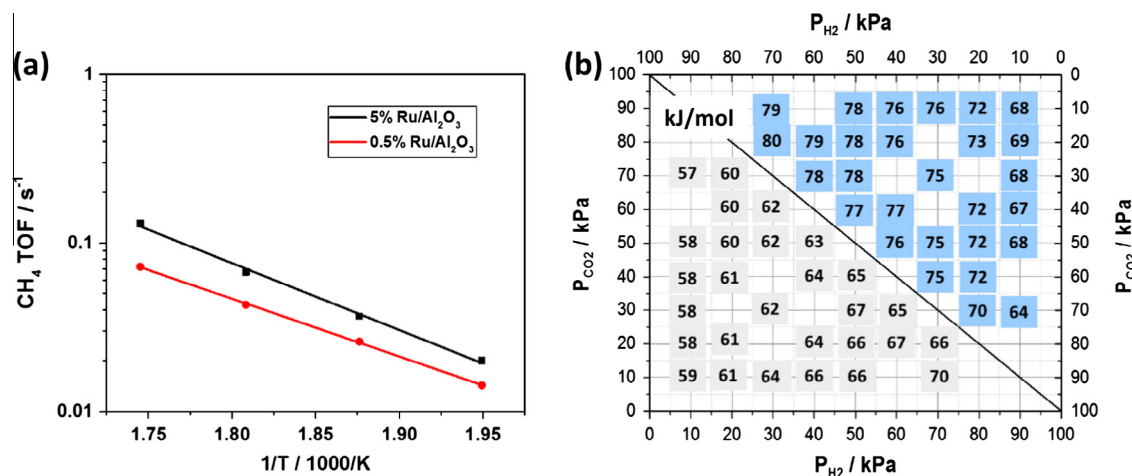 (a)
CH4 TOF / s-1
1
0.1
0.01
5% Ru/Al2O3
0.5% Ru/Al2O3
1.75 1.80 1.85 1.90 1.95
1/T / 1000/K
(b)
PH2 / kPa
100 90 80 70 60 50 40 30 20 10 0
PCO2 / kPa
kJ/mol
100 0
90 79 78 76 76 72 68 10
80 80 79 78 76 73 69 20
70 57 60 78 78 75 68 30
60 60 62 77 77 72 67 40
50 58 60 62 63 76 75 72 68 50
40 58 61 64 65 75 72 60
30 58 62 67 65 70 64 70
20 58 61 64 66 67 66 80
10 59 61 64 66 66 70 90
0 100
PCO2 / kPa
0 10 20 30 40 50 60 70 80 90 100
PH2 / kPa